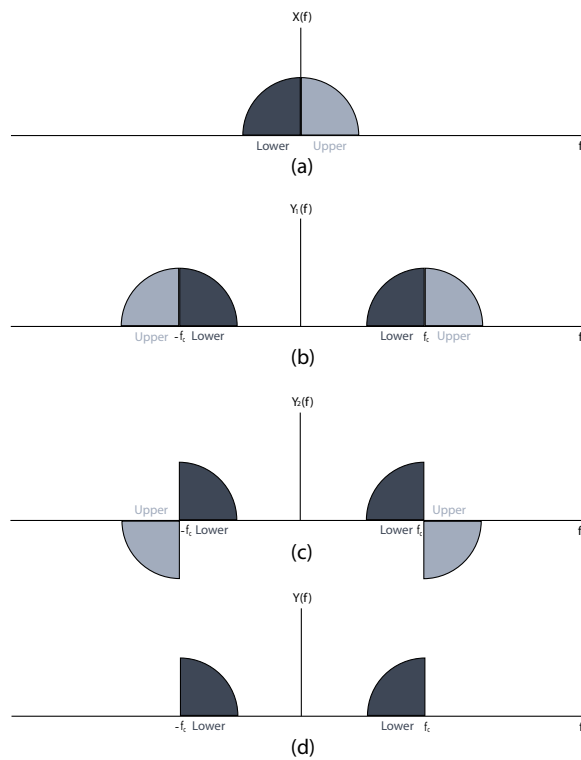 X(f)
Lower Upper f
(a)
Y₁(f)
Upper -f꜀ Lower Lower f꜀ Upper f
(b)
Y₂(f)
Upper Upper
-f꜀ Lower Lower f꜀ f
(c)
Y(f)
-f꜀ Lower Lower f꜀ f
(d)